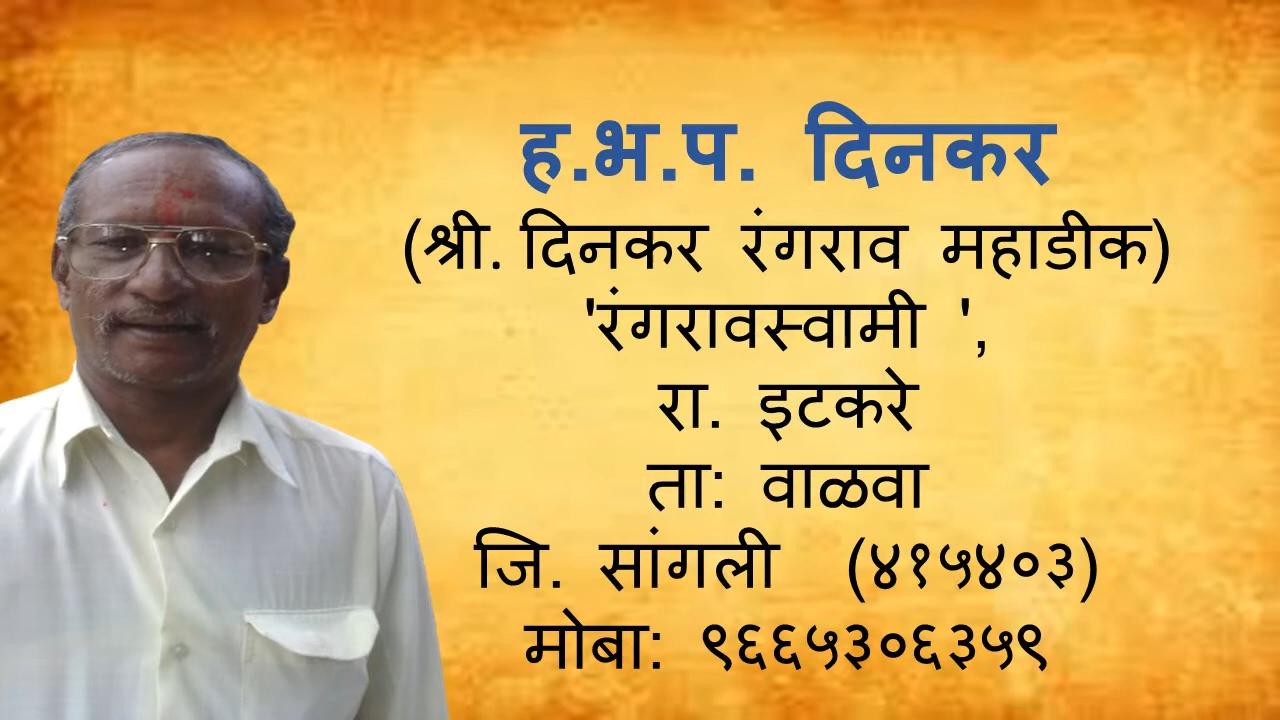 ह.भ.प. दिनकर
(श्री. दिनकर रंगराव महाडीक)
'रंगरावस्वामी ',
रा. इटकरे
ता: वाळवा
जि. सांगली (४१५४०३)
मोबा: ९६६५३०६३५९